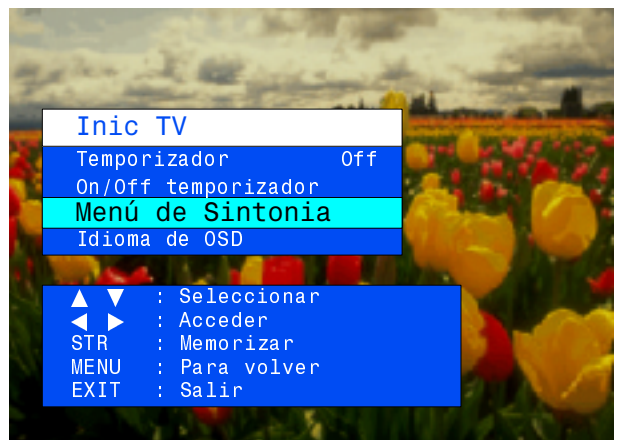 Inic TV
Temporizador Off
On/Off temporizador
Menú de Sintonia
Idioma de OSD
▲ ▼ : Seleccionar
◀ ▶ : Acceder
STR : Memorizar
MENU : Para volver
EXIT : Salir